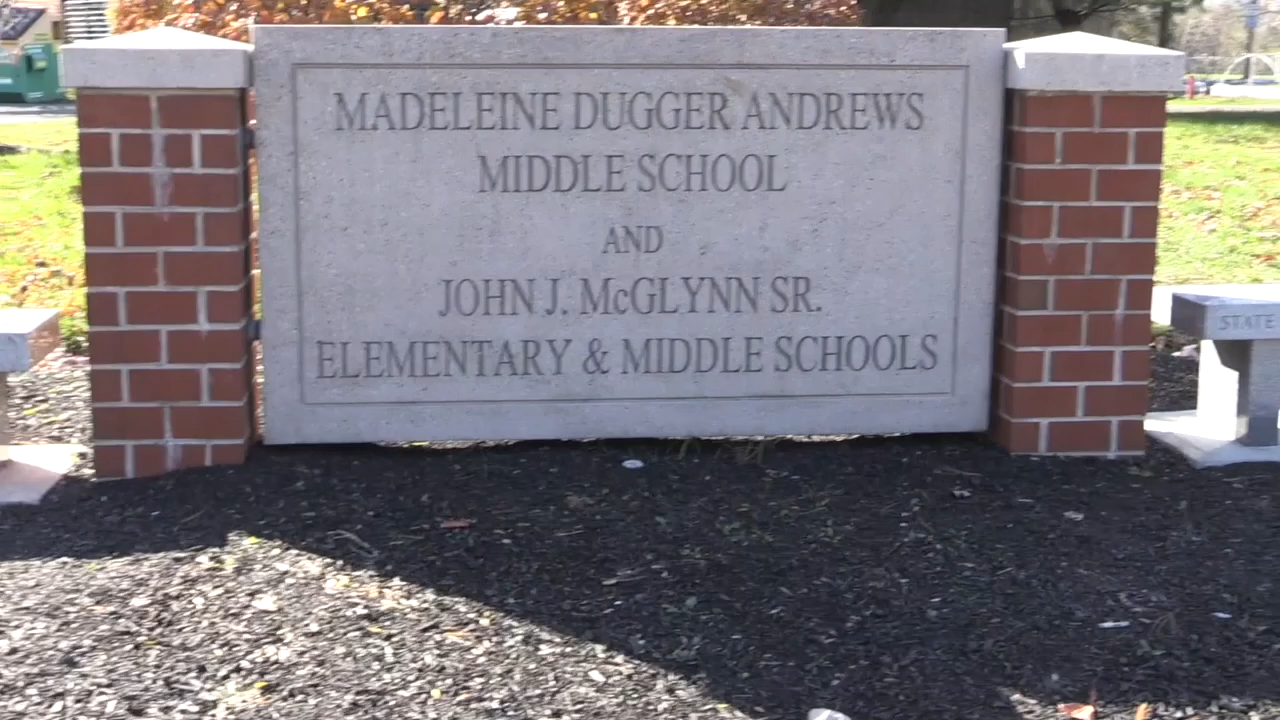 MADELEINE DUGGER ANDREWS
MIDDLE SCHOOL
AND
JOHN J. McGLYNN SR.
ELEMENTARY & MIDDLE SCHOOLS
STATE